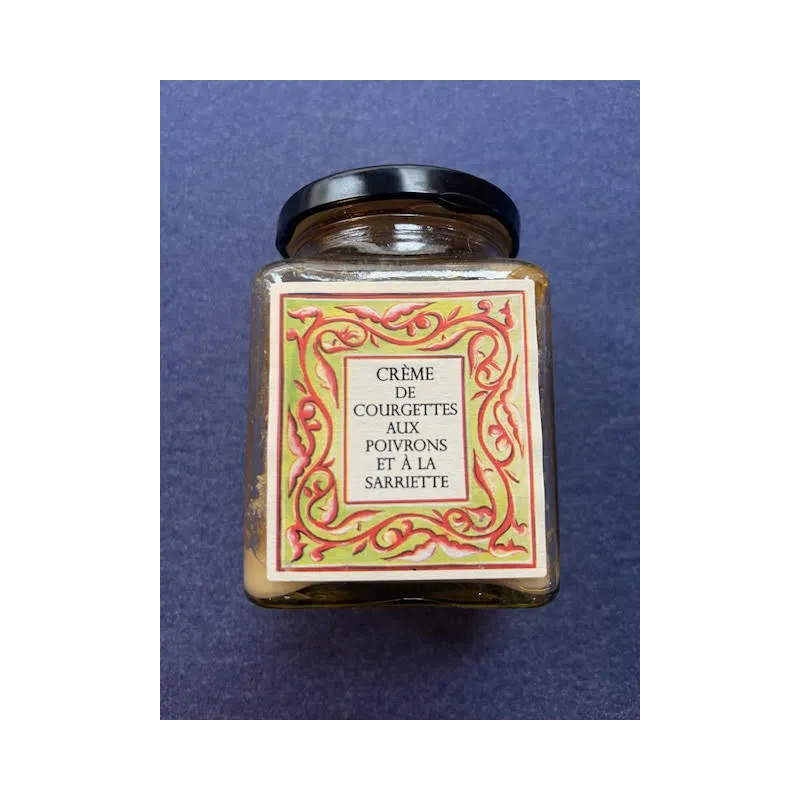 CRÈME
DE
COURGETTES
AUX
POIVRONS
ET À LA
SARRIETTE